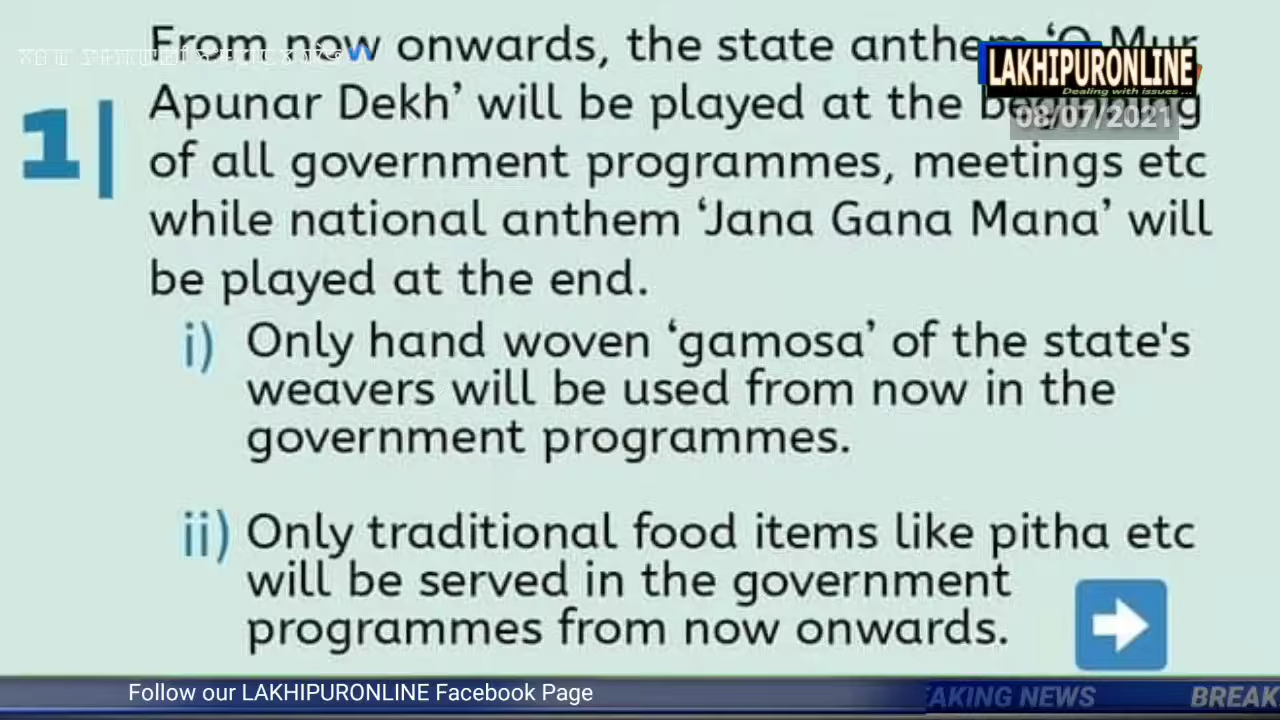 From now onwards, the state anthem ‘O Mur
LAKHIPURONLINE
Dealing with issues ...
08/07/2021
1
Apunar Dekh’ will be played at the beginning
of all government programmes, meetings etc
while national anthem ‘Jana Gana Mana’ will
be played at the end.
i) Only hand woven ‘gamosa’ of the state's
weavers will be used from now in the
government programmes.
ii) Only traditional food items like pitha etc
will be served in the government
programmes from now onwards.
Follow our LAKHIPURONLINE Facebook Page
AKING NEWS BREAK